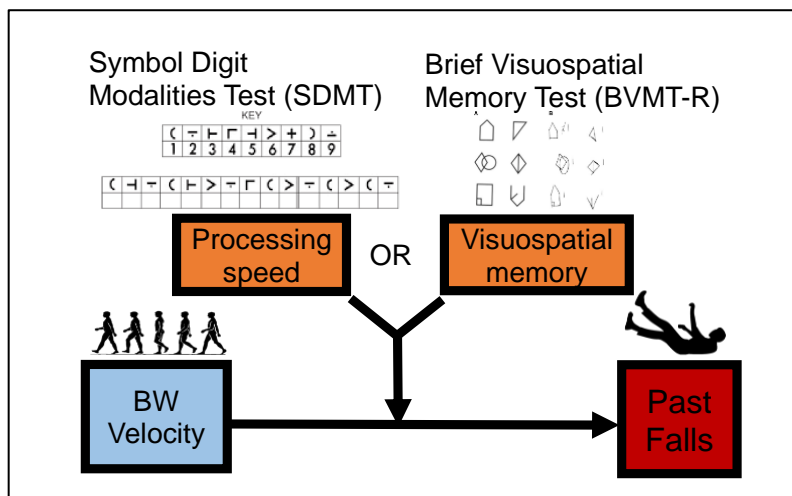 Symbol Digit
Modalities Test (SDMT)
KEY
1 2 3 4 5 6 7 8 9
Brief Visuospatial
Memory Test (BVMT-R)
A B
Processing
speed
OR
Visuospatial
memory
BW
Velocity
Past
Falls